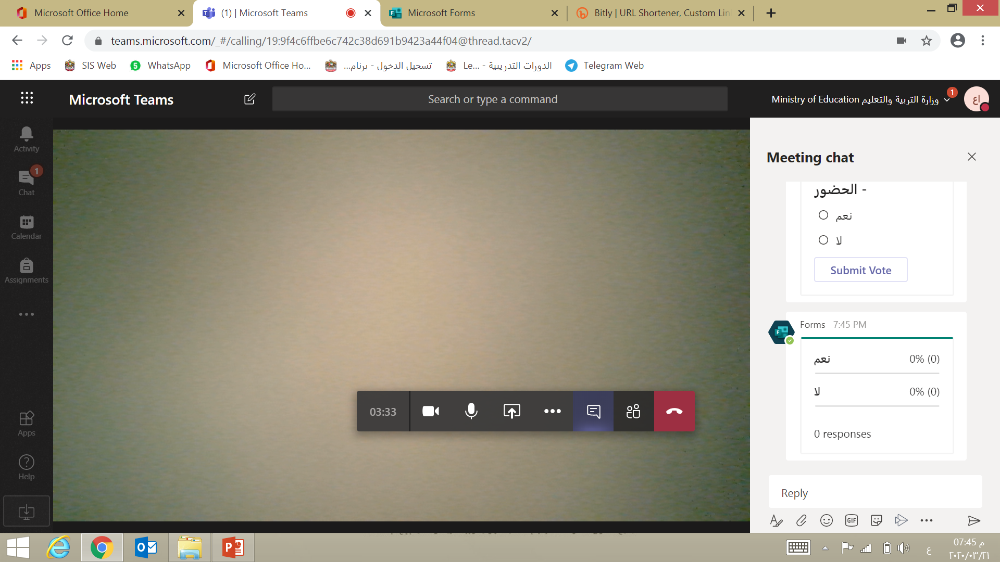 Microsoft Office Home
(1) | Microsoft Teams
Microsoft Forms
Bitly | URL Shortener, Custom Lin
teams.microsoft.com/_#/calling/19:9f4c6ffbe6c742c38d691b9423a44f04@thread.tacv2/
Apps
SIS Web
WhatsApp
Microsoft Office Ho...
تسجيل الدخول - برنام...
الدورات التدريبية - Le...
Telegram Web
Microsoft Teams
Search or type a command
Ministry of Education وزارة التربية والتعليم
1
اع
Activity
Chat
1
Calendar
Assignments
Apps
Help
03:33
Meeting chat
الحضور -
نعم
لا
Submit Vote
Forms 7:45 PM
نعم 0% (0)
لا 0% (0)
0 responses
Reply
GIF
ع
07:45 م
٢٠٢٠/٠٣/٢١